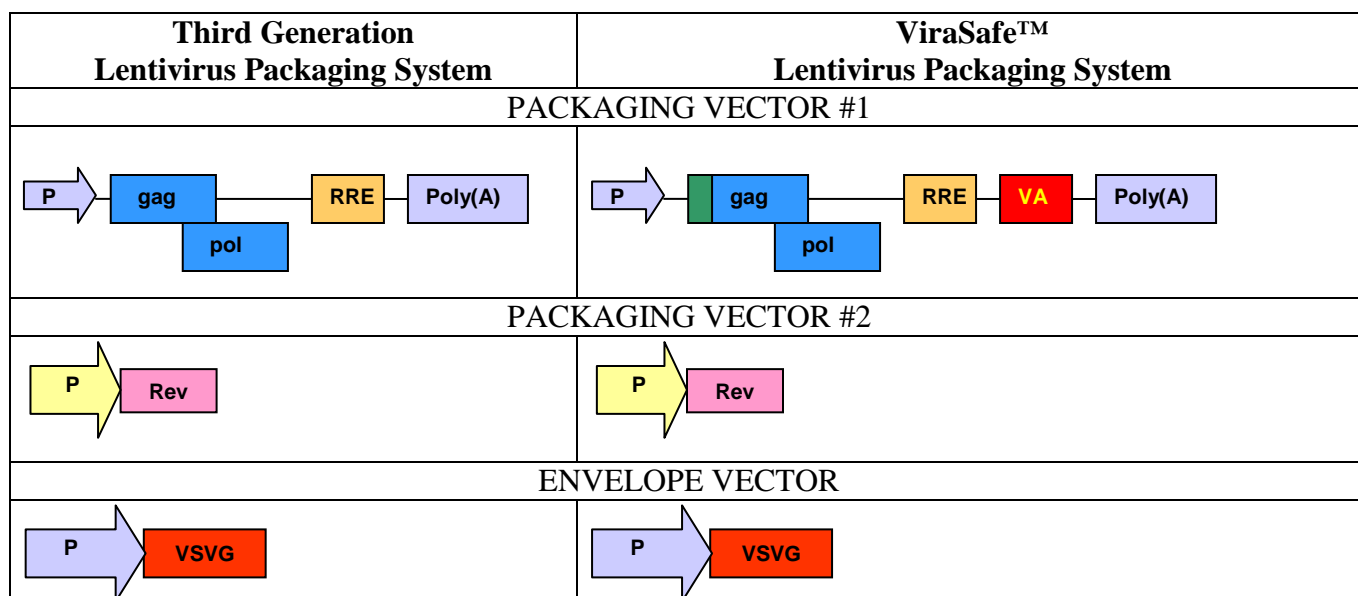 Third Generation
Lentivirus Packaging System
ViraSafe™
Lentivirus Packaging System
PACKAGING VECTOR #1
P gag RRE Poly(A)
pol
P gag RRE VA Poly(A)
pol
PACKAGING VECTOR #2
P Rev
P Rev
ENVELOPE VECTOR
P VSVG
P VSVG